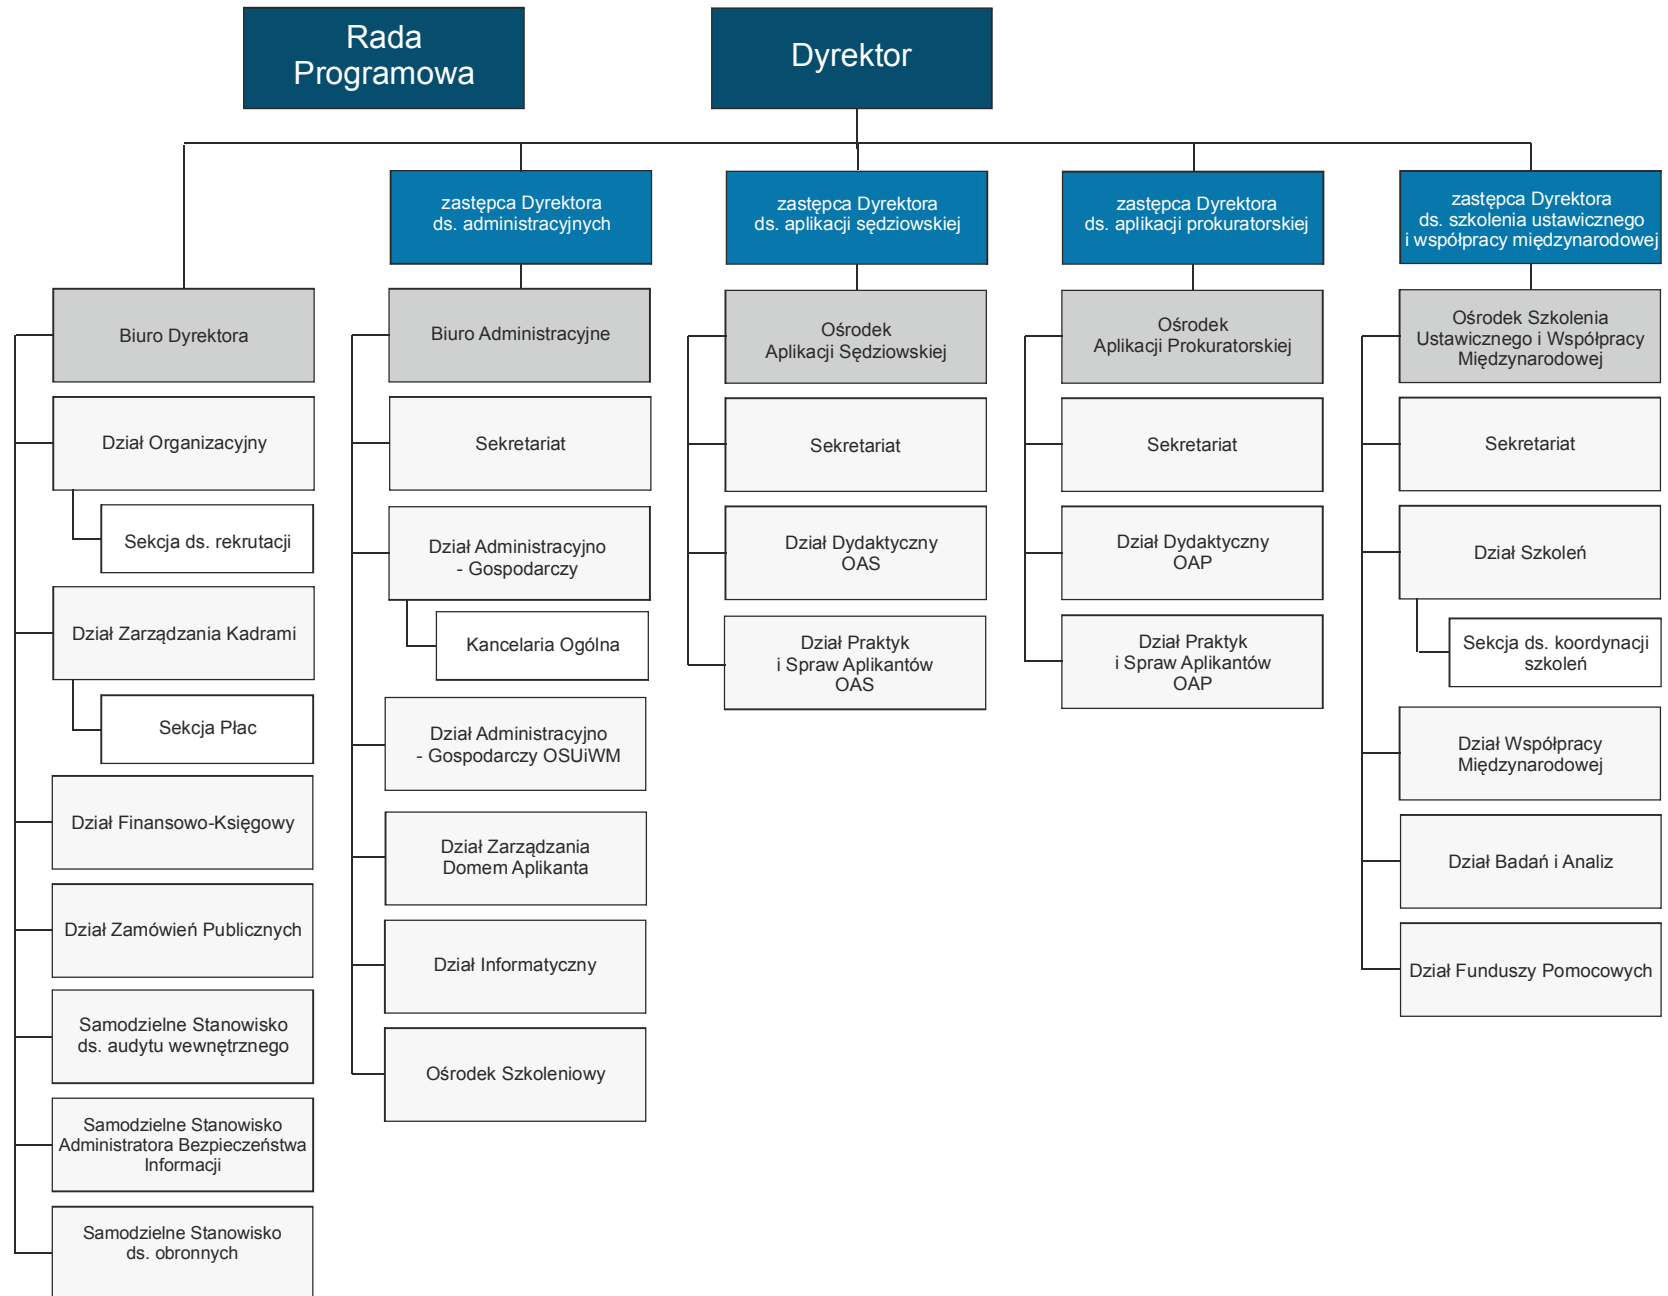 Rada
Programowa
Dyrektor
zastępca Dyrektora
ds. administracyjnych
zastępca Dyrektora
ds. aplikacji sędziowskiej
zastępca Dyrektora
ds. aplikacji prokuratorskiej
zastępca Dyrektora
ds. szkolenia ustawicznego
i współpracy międzynarodowej
Biuro Dyrektora
Dział Organizacyjny
Sekcja ds. rekrutacji
Dział Zarządzania Kadrami
Sekcja Płac
Dział Finansowo-Księgowy
Dział Zamówień Publicznych
Samodzielne Stanowisko
ds. audytu wewnętrznego
Samodzielne Stanowisko
Administratora Bezpieczeństwa
Informacji
Samodzielne Stanowisko
ds. obronnych
Biuro Administracyjne
Sekretariat
Dział Administracyjno
- Gospodarczy
Kancelaria Ogólna
Dział Administracyjno
- Gospodarczy OSUiWM
Dział Zarządzania
Domem Aplikanta
Dział Informatyczny
Ośrodek Szkoleniowy
Ośrodek
Aplikacji Sędziowskiej
Sekretariat
Dział Dydaktyczny
OAS
Dział Praktyk
i Spraw Aplikantów
OAS
Ośrodek
Aplikacji Prokuratorskiej
Sekretariat
Dział Dydaktyczny
OAP
Dział Praktyk
i Spraw Aplikantów
OAP
Ośrodek Szkolenia
Ustawicznego i Współpracy
Międzynarodowej
Sekretariat
Dział Szkoleń
Sekcja ds. koordynacji
szkoleń
Dział Współpracy
Międzynarodowej
Dział Badań i Analiz
Dział Funduszy Pomocowych